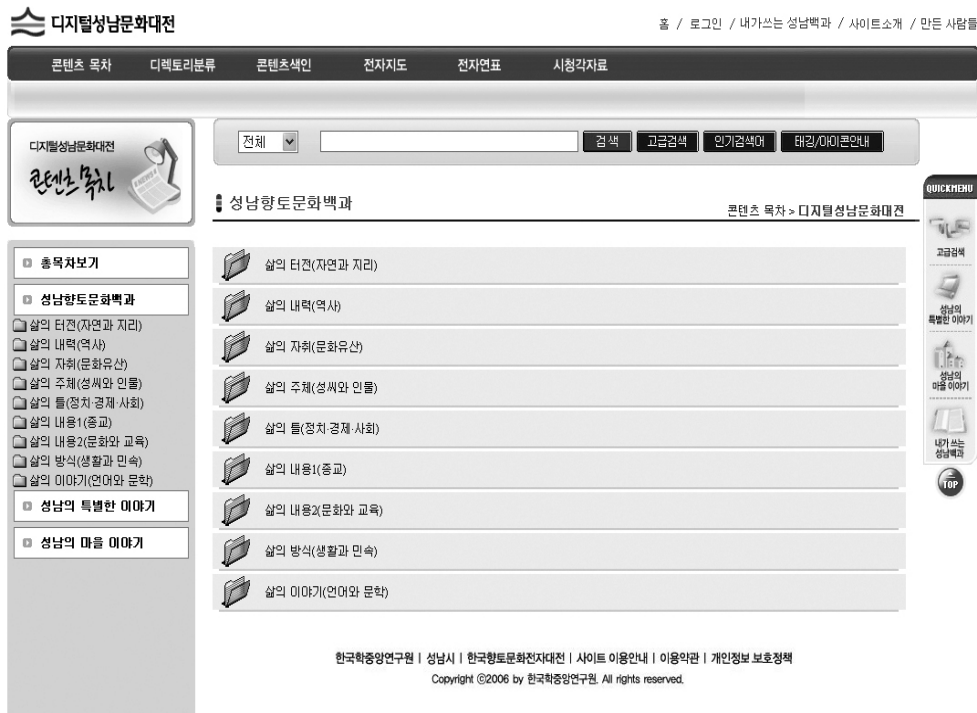 디지털성남문화대전
홈 / 로그인 / 내가쓰는 성남백과 / 사이트소개 / 만든 사람들
콘텐츠 목차 디렉토리분류 콘텐츠색인 전자지도 전자연표 시청각자료
디지털성남문화대전
콘텐츠 목차
전체 검색 고급검색 인기검색어 태깅/아이콘안내
성남향토문화백과
콘텐츠 목차 > 디지털성남문화대전
총목차보기
성남향토문화백과
삶의 터전(자연과 지리)
삶의 내력(역사)
삶의 자취(문화유산)
삶의 주체(성씨와 인물)
삶의 틀(정치·경제·사회)
삶의 내용1(종교)
삶의 내용2(문화와 교육)
삶의 방식(생활과 민속)
삶의 이야기(언어와 문학)
성남의 특별한 이야기
성남의 마을 이야기
삶의 터전(자연과 지리)
삶의 내력(역사)
삶의 자취(문화유산)
삶의 주체(성씨와 인물)
삶의 틀(정치·경제·사회)
삶의 내용1(종교)
삶의 내용2(문화와 교육)
삶의 방식(생활과 민속)
삶의 이야기(언어와 문학)
QUICKMENU
고급검색
성남의
특별한 이야기
성남의
마을 이야기
내가 쓰는
성남백과
TOP
한국학중앙연구원 | 성남시 | 한국향토문화전자대전 | 사이트 이용안내 | 이용약관 | 개인정보 보호정책
Copyright ©2006 by 한국학중앙연구원. All rights reserved.